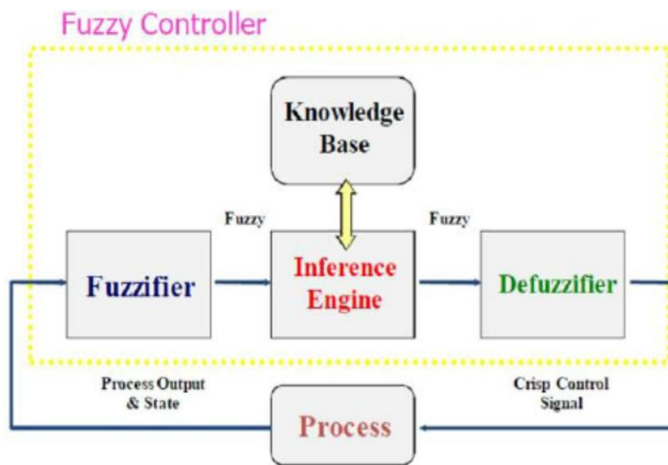 Fuzzy Controller
Knowledge
Base
Fuzzy
Fuzzy
Fuzzifier
Inference
Engine
Defuzzifier
Process Output
& State
Crisp Control
Signal
Process